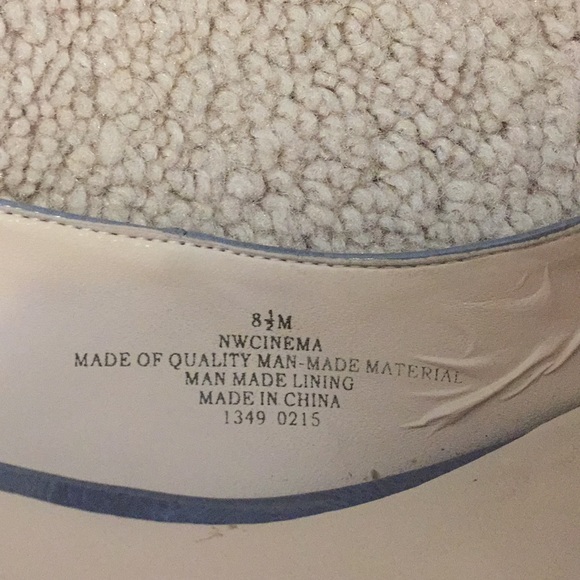 8½M
NWCINEMA
MADE OF QUALITY MAN-MADE MATERIAL
MAN MADE LINING
MADE IN CHINA
1349 0215